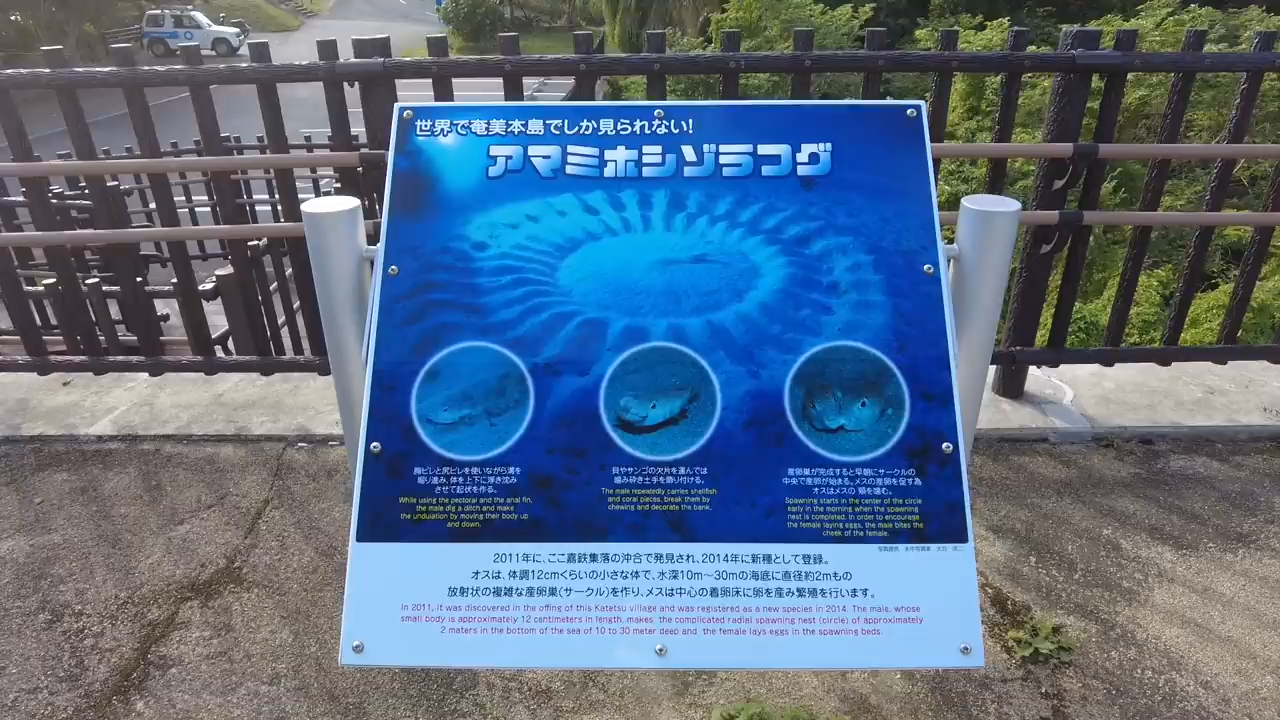 世界で奄美本島でしか見られない!
アマミホシゾラフグ
胸ビレと尻ビレを使いながら溝を
堀り進み、体を上下に浮き沈み
させて起伏を作る。
While using the pectoral and the anal fin,
the male dig a ditch and make
the undulation by moving their body up
and down.
貝やサンゴの欠片を運んでは
噛み砕き土手を飾り付ける。
The male repeatedly carries shellfish
and coral pieces, break them by
chewing and decorate the bank.
産卵巣が完成すると早朝にサークルの
中央で産卵が始まる。メスの産卵を促す為
オスはメスの 頬を噛む。
Spawning starts in the center of the circle
early in the morning when the spawning
nest is completed. In order to encourage
the female laying eggs, the male bites the
cheek of the female.
写真提供 水中写真家 大方 洋二
2011年に、ここ嘉鉄集落の沖合で発見され、2014年に新種として登録。
オスは、体調12cmくらいの小さな体で、水深10m〜30mの海底に直径約2mもの
放射状の複雑な産卵巣(サークル)を作り、メスは中心の着卵床に卵を産み繁殖を行います。
In 2011, it was discovered in the offing of this Katetsu village and was registered as a new species in 2014. The male, whose
small body is approximately 12 centimeters in length, makes the complicated radial spawning nest (circle) of approximately
2 maters in the bottom of the sea of 10 to 30 meter deep and the female lays eggs in the spawning beds.